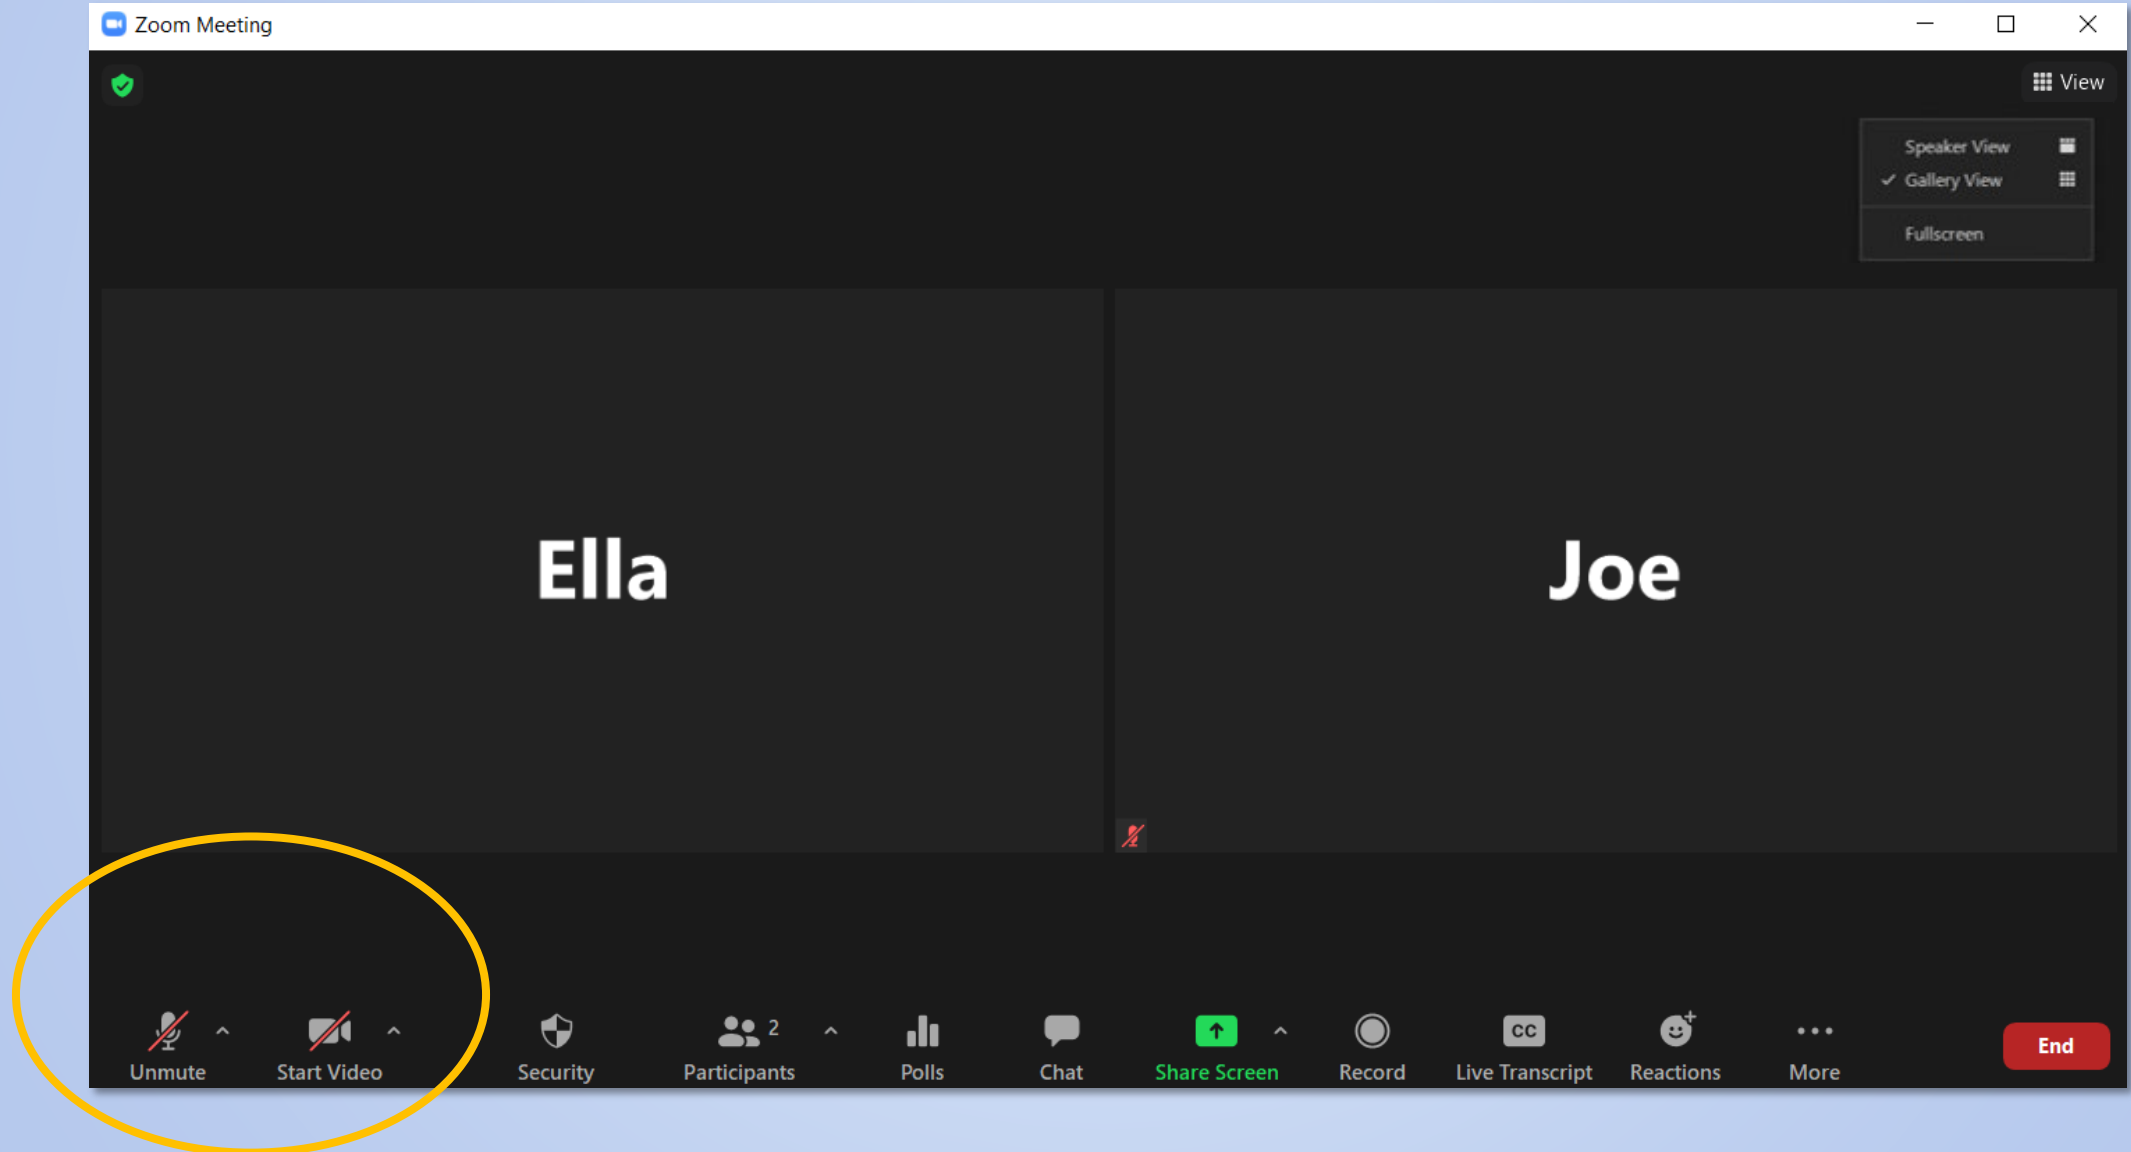 Zoom Meeting
View
Speaker View
Gallery View
Fullscreen
Ella
Joe
2
CC
Unmute
Start Video
Security
Participants
Polls
Chat
Share Screen
Record
Live Transcript
Reactions
More
End